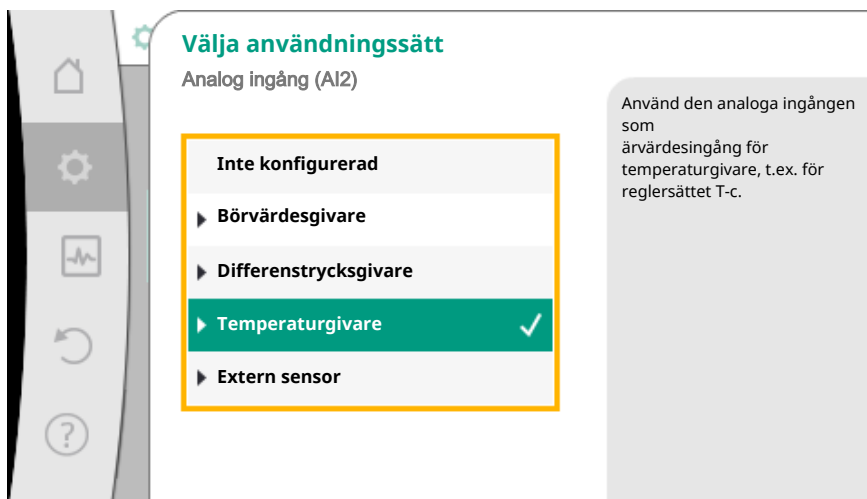 Välja användningssätt
Analog ingång (AI2)
Inte konfigurerad
Börvärdesgivare
Differenstrycksgivare
Temperaturgivare
Extern sensor
Använd den analoga ingången
som
ärvärdesingång för
temperaturgivare, t.ex. för
reglersättet T-c.
?